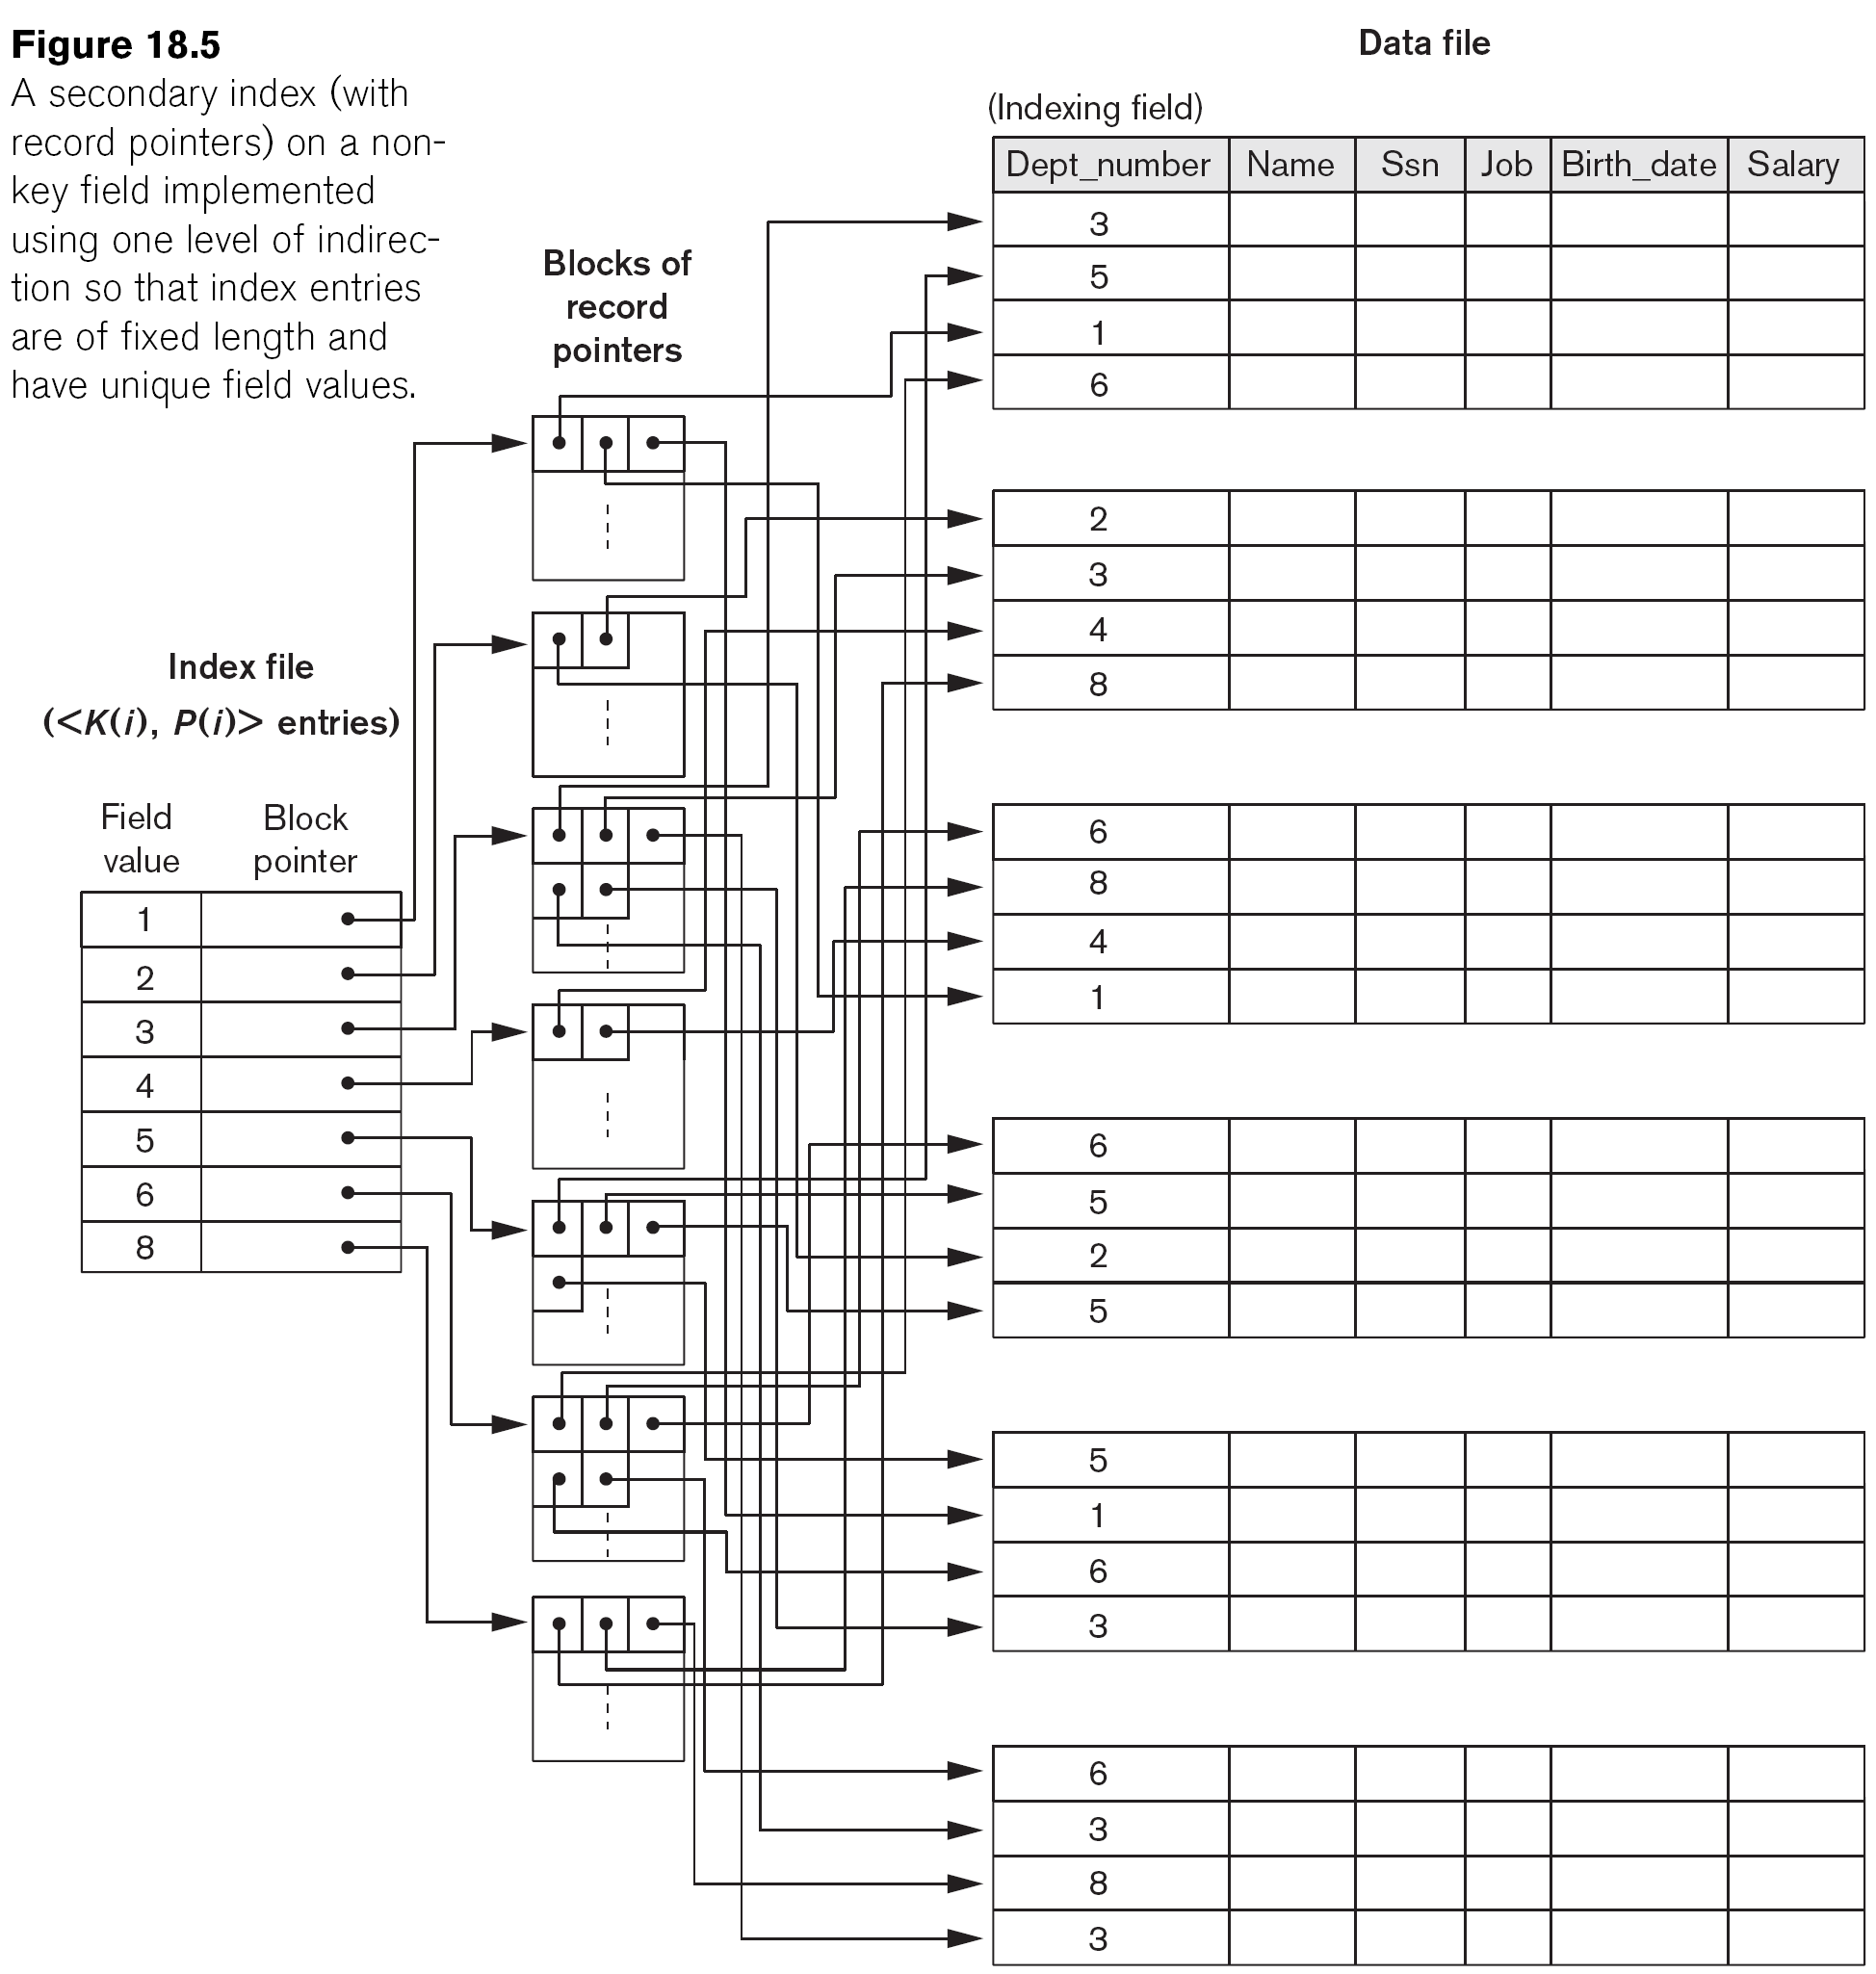 Figure 18.5
A secondary index (with
record pointers) on a non-
key field implemented
using one level of indirec-
tion so that index entries
are of fixed length and
have unique field values.
Data file
(Indexing field)
Dept_number Name Ssn Job Birth_date Salary
3
5
1
6
2
3
4
8
6
8
4
1
6
5
2
5
5
1
6
3
6
3
8
3
Blocks of
record
pointers
Index file
(<K(i), P(i)> entries)
Field Block
value pointer
1
2
3
4
5
6
8